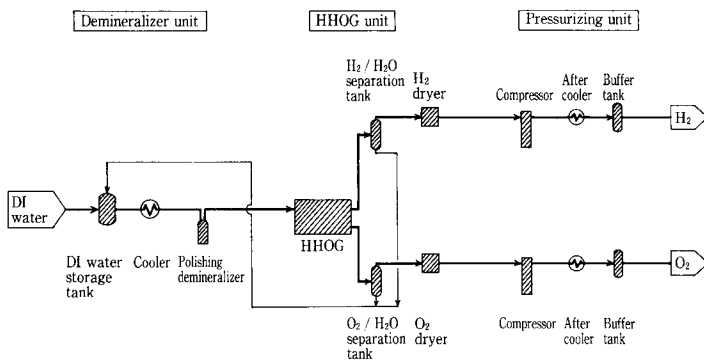 Demineralizer unit
HHOG unit
Pressurizing unit
H₂ / H₂O
separation
tank
H₂
dryer
Compressor
After
cooler
Buffer
tank
H₂
DI
water
DI water
storage
tank
Cooler
Polishing
demineralizer
HHOG
O₂
O₂ / H₂O
separation
tank
O₂
dryer
Compressor
After
cooler
Buffer
tank